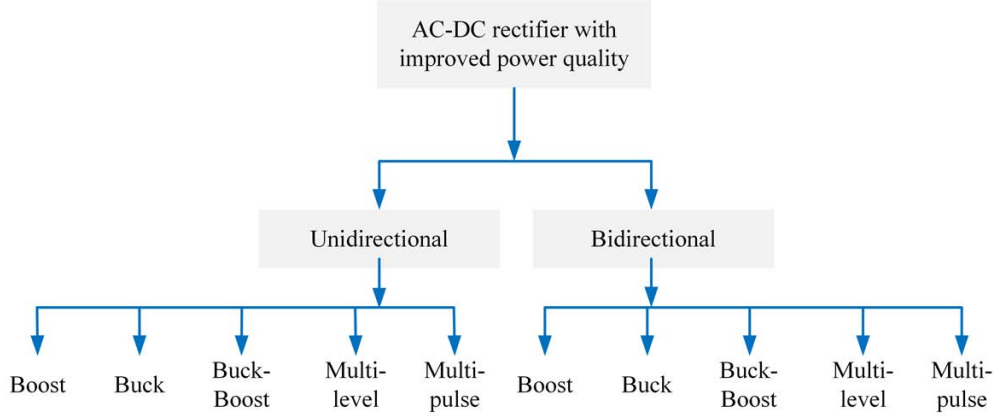 AC-DC rectifier with
improved power quality
Unidirectional
Bidirectional
Boost
Buck
Buck-
Boost
Multi-
level
Multi-
pulse
Boost
Buck
Buck-
Boost
Multi-
level
Multi-
pulse